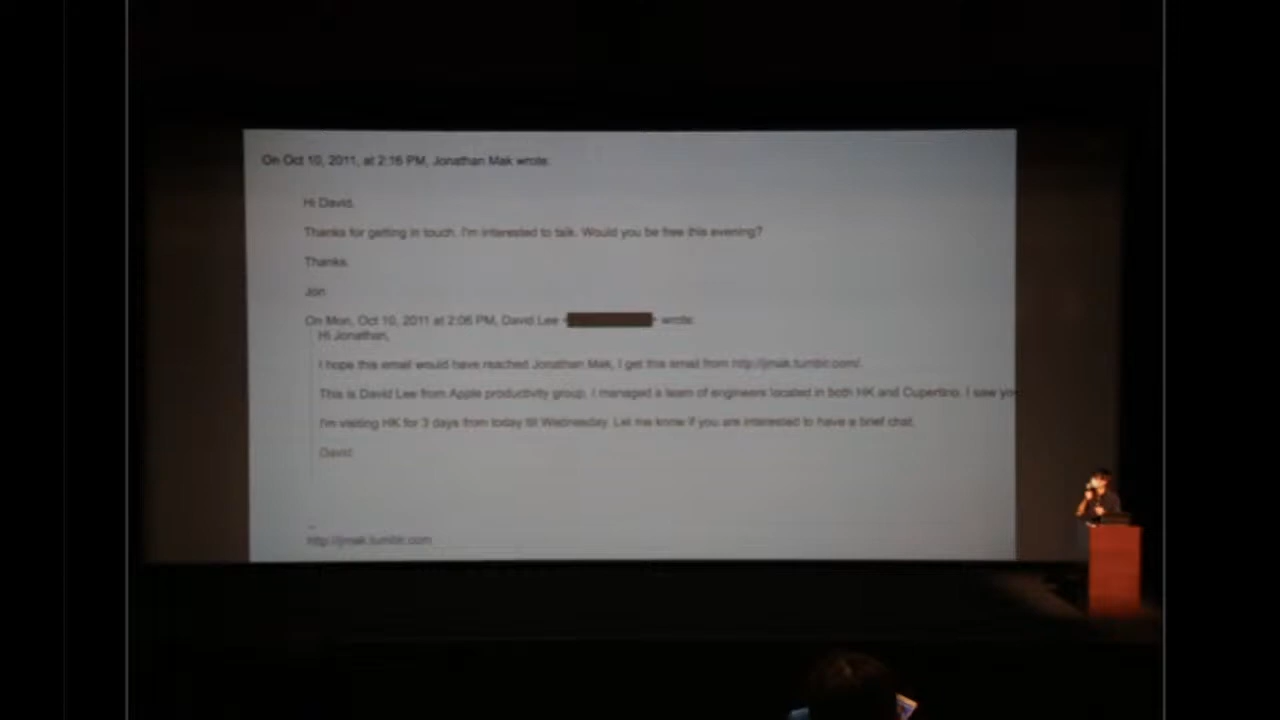 On Oct 10, 2011, at 2:16 PM, Jonathan Mak wrote:
Hi David,
Thanks for getting in touch. I'm interested to talk. Would you be free this evening?
Thanks.
Jon
On Mon, Oct 10, 2011 at 2:06 PM, David Lee < > wrote:
Hi Jonathan,
I hope this email would have reached Jonathan Mak, I get this email from http://jmak.tumblr.com/.
This is David Lee from Apple productivity group. I managed a team of engineers located in both HK and Cupertino. I saw you
I'm visiting HK for 3 days from today till Wednesday. Let me know if you are interested to have a brief chat.
David
--
http://jmak.tumblr.com